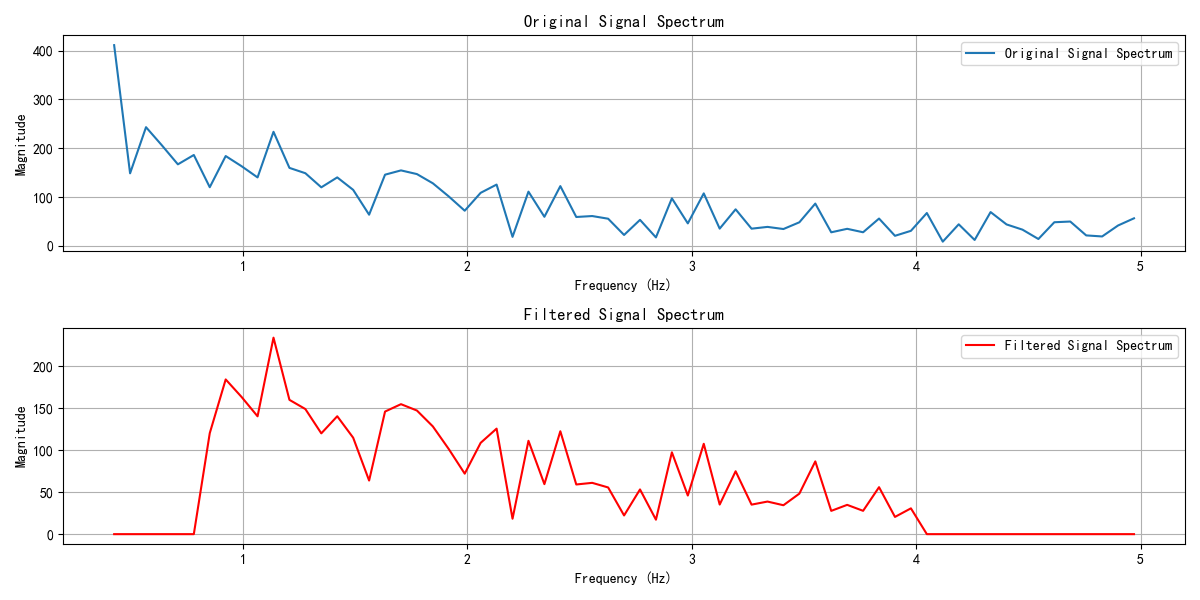 Original Signal Spectrum
Original Signal Spectrum
Magnitude
400
300
200
100
0
1 2 3 4 5
Frequency (Hz)
Filtered Signal Spectrum
Filtered Signal Spectrum
Magnitude
200
150
100
50
0
1 2 3 4 5
Frequency (Hz)